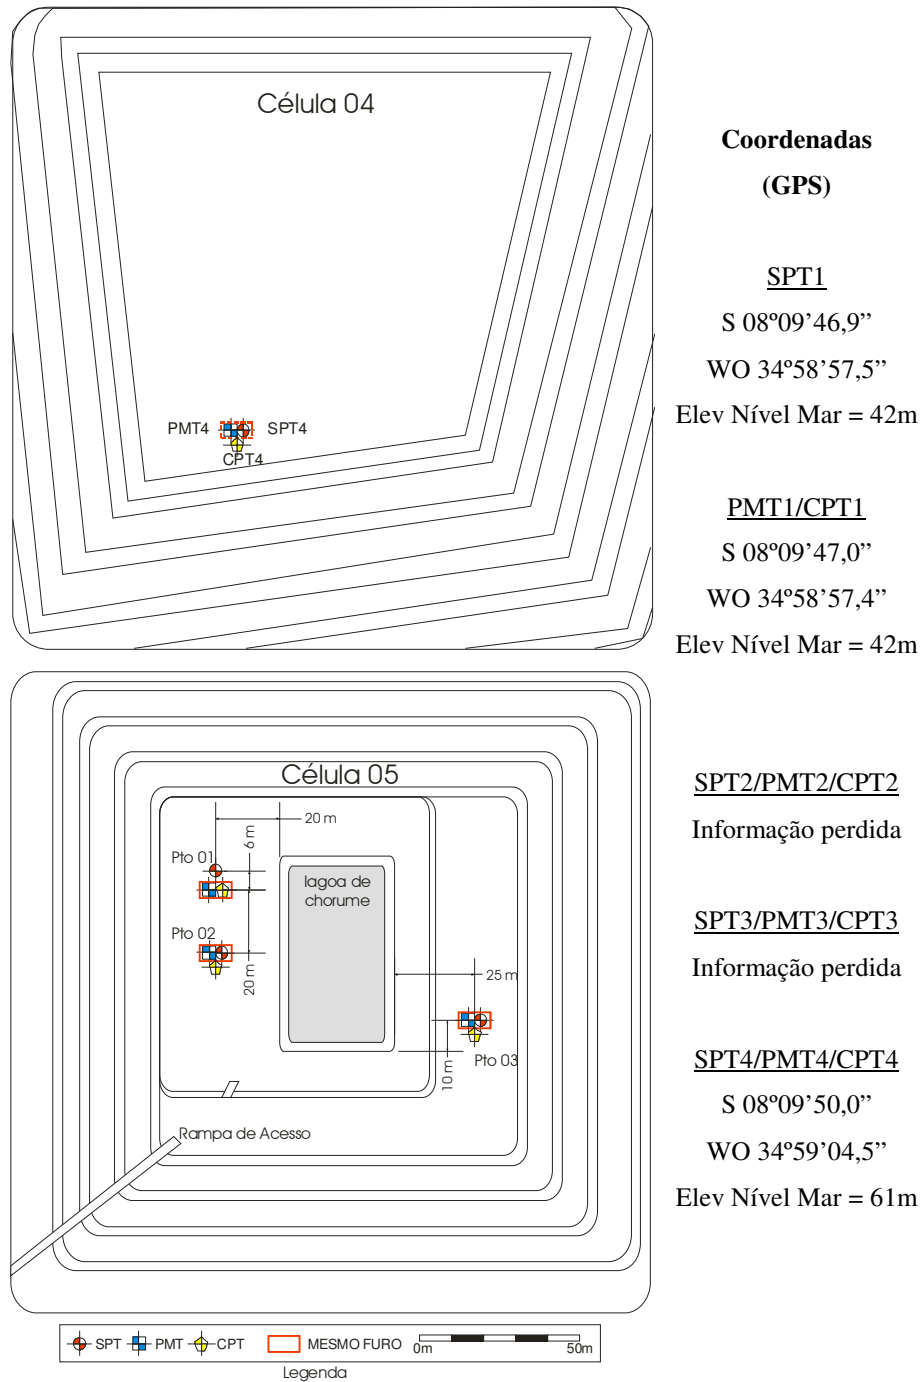 Célula 04
PMT4
SPT4
CPT4
Coordenadas
(GPS)
SPT1
S 08º09’46,9”
WO 34º58’57,5”
Elev Nível Mar = 42m
PMT1/CPT1
S 08º09’47,0”
WO 34º58’57,4”
Elev Nível Mar = 42m
Célula 05
20 m
6 m
Pto 01
lagoa de
chorume
Pto 02
20 m
25 m
10 m
Pto 03
Rampa de Acesso
SPT2/PMT2/CPT2
Informação perdida
SPT3/PMT3/CPT3
Informação perdida
SPT4/PMT4/CPT4
S 08º09’50,0”
WO 34º59’04,5”
Elev Nível Mar = 61m
SPT PMT CPT MESMO FURO 0m 50m
Legenda